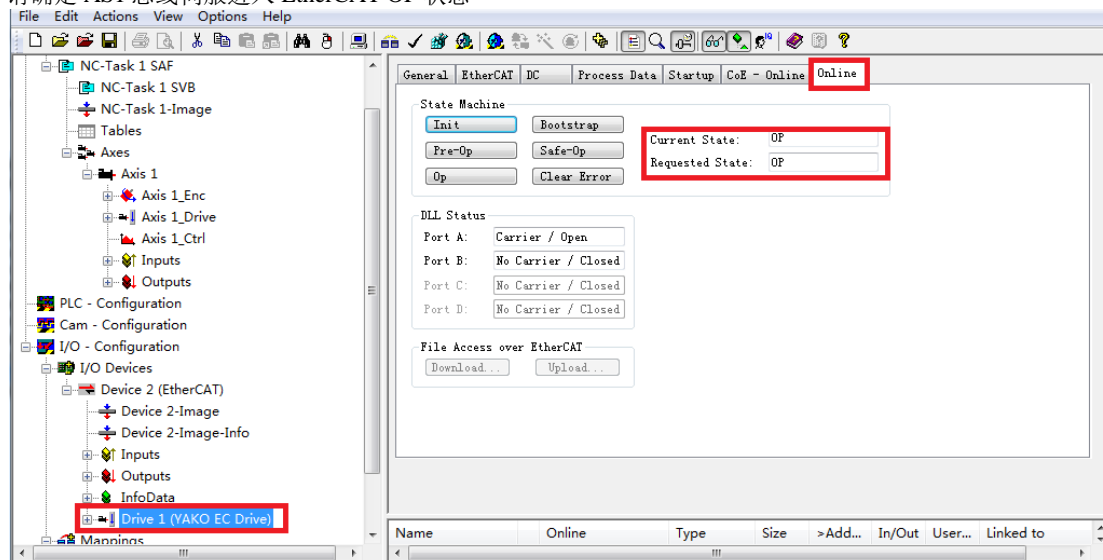 File Edit Actions View Options Help
NC-Task 1 SAF
NC-Task 1 SVB
NC-Task 1-Image
Tables
Axes
Axis 1
Axis 1_Enc
Axis 1_Drive
Axis 1_Ctrl
Inputs
Outputs
PLC - Configuration
Cam - Configuration
I/O - Configuration
I/O Devices
Device 2 (EtherCAT)
Device 2-Image
Device 2-Image-Info
Inputs
Outputs
InfoData
Drive 1 (YAKO EC Drive)
Mappings
General EtherCAT DC Process Data Startup CoE - Online Online
State Machine
Init Bootstrap
Pre-Op Safe-Op
Op Clear Error
Current State: OP
Requested State: OP
DLL Status
Port A: Carrier / Open
Port B: No Carrier / Closed
Port C: No Carrier / Closed
Port D: No Carrier / Closed
File Access over EtherCAT
Download... Upload...
Name Online Type Size >Add... In/Out User... Linked to